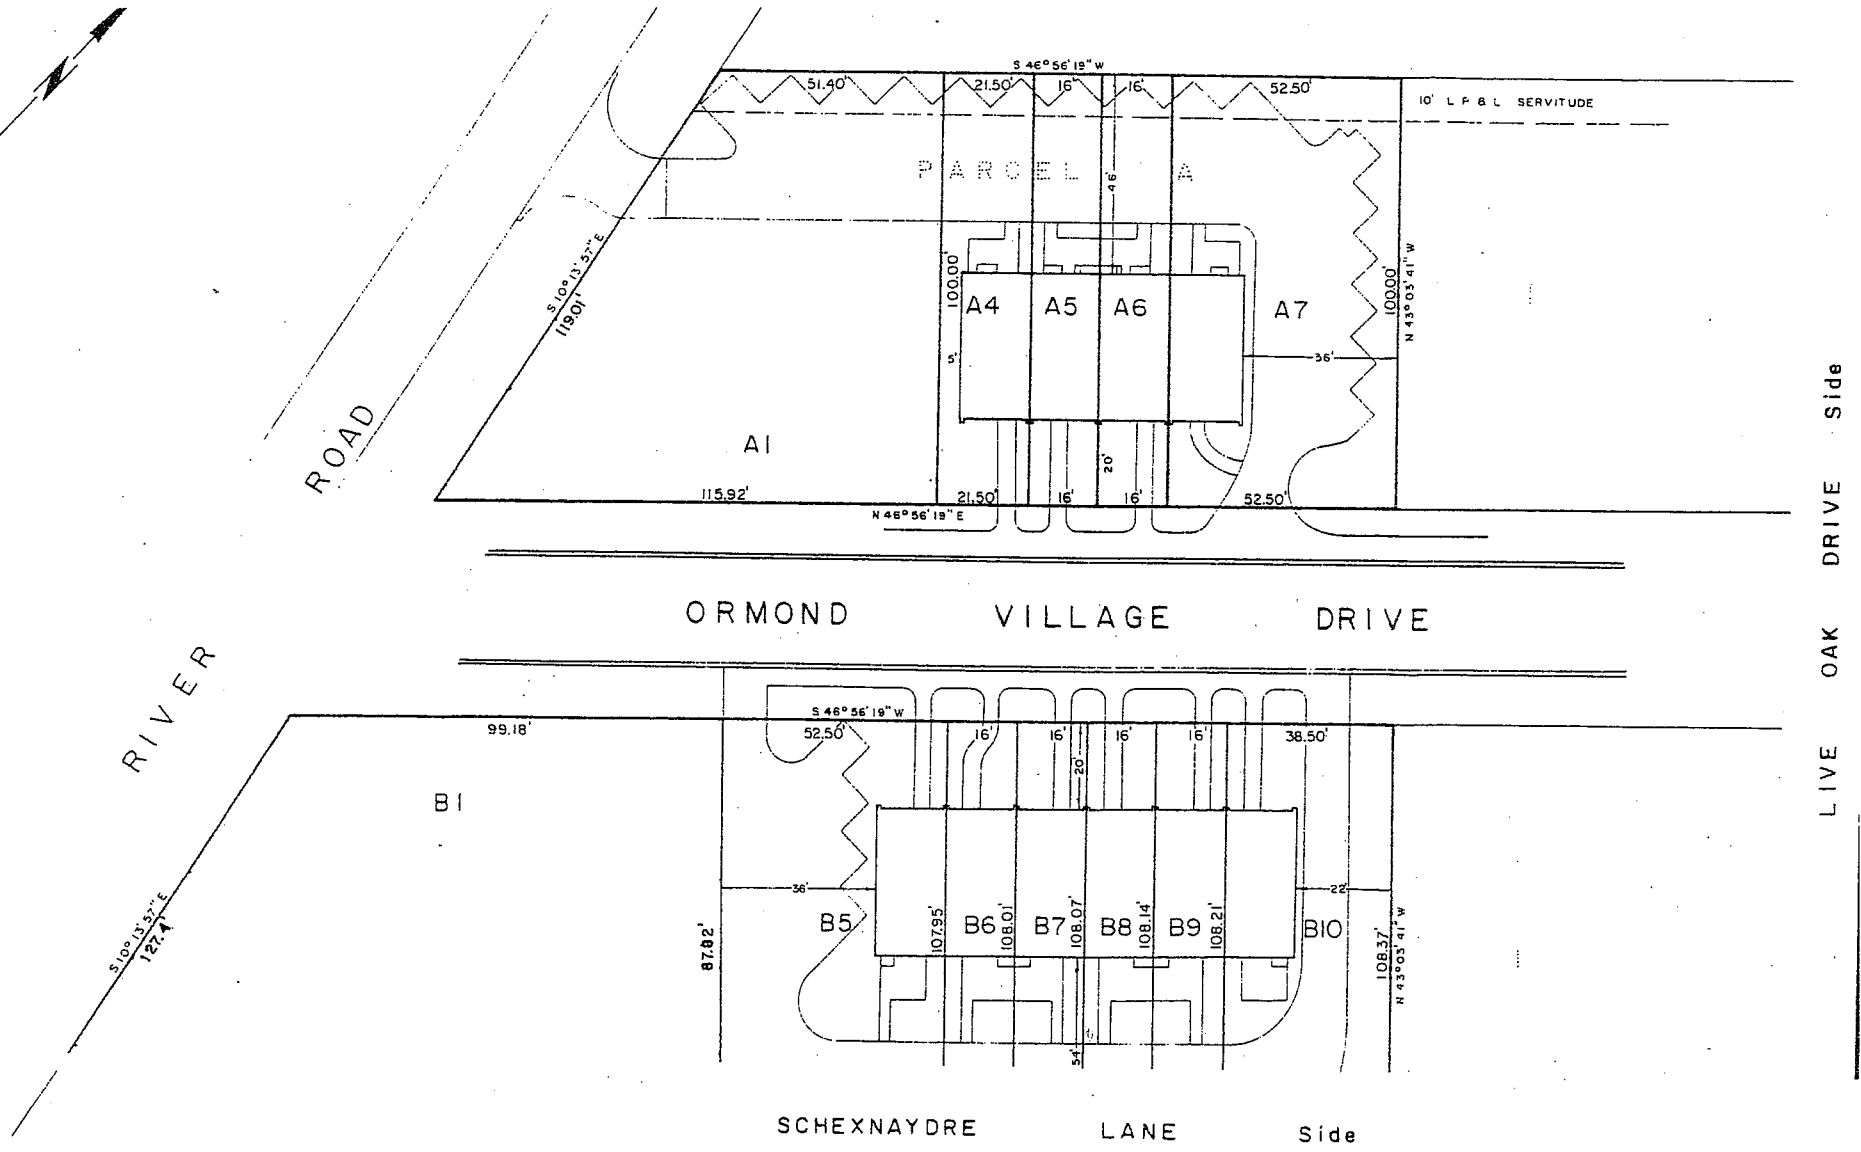 N
S 46° 56' 19" W
51.40' 21.50' 16' 16' 52.50'
10' L P & L SERVITUDE
PARCEL A
46'
S 10° 13' 57" E
119.01'
100.00'
A4 A5 A6 A7
100.00'
N 43° 03' 41" W
5'
36'
20'
A1
115.92' 21.50' 16' 16' 52.50'
N 46° 56' 19" E
RIVER ROAD
ORMOND VILLAGE DRIVE
LIVE OAK DRIVE Side
S 46° 56' 19" W
99.18' 52.50' 16' 16' 16' 16' 38.50'
20'
B1
36' 22'
B5 B6 B7 B8 B9 B10
87.82' 107.95' 108.01' 108.07' 108.14' 108.21' 108.37'
N 43° 03' 41" W
S 10° 13' 57" E
127.4'
54'
SCHEXNAYDRE LANE Side